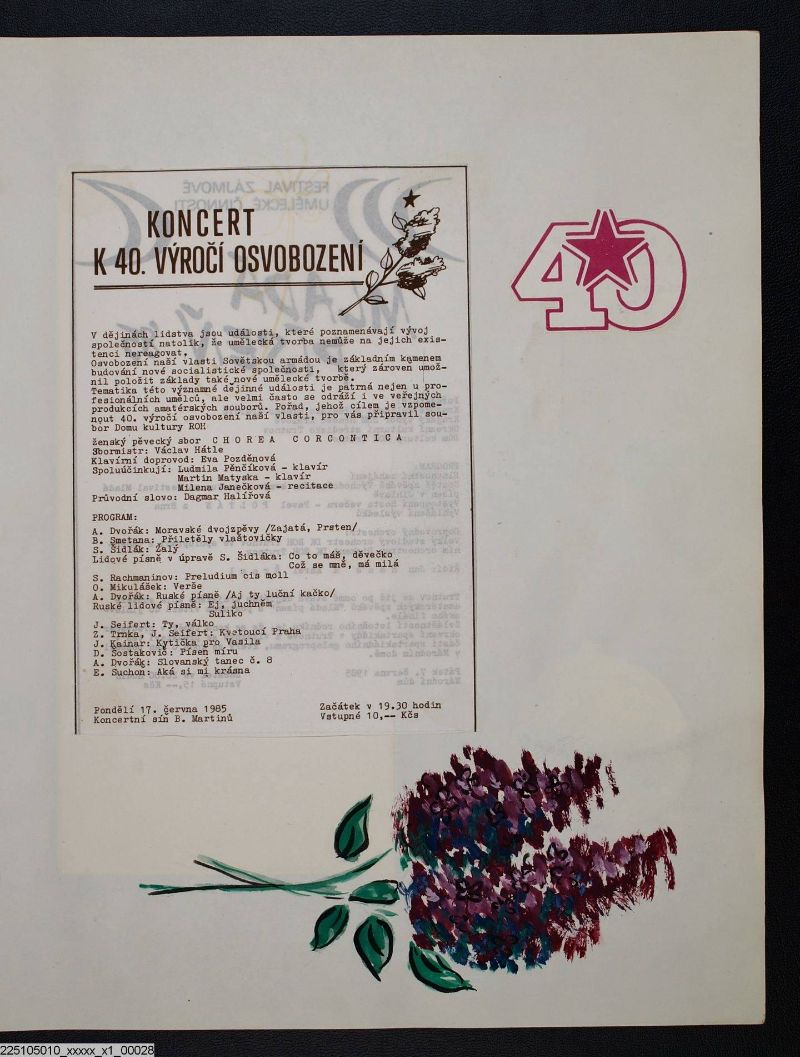 KONCERT
K 40. VÝROČÍ OSVOBOZENÍ
40
V dějinách lidstva jsou události, které poznamenávají vývoj
společností natolik, že umělecká tvorba nemůže na jejich exis-
tenci nereagovat.
Osvobození naší vlasti Sovětskou armádou je základním kamenem
budování nové socialistické společnosti, který zároven umož-
nil položit základy také nové umělecké tvorbě.
Tematika této významné dějinné události je patrná nejen u pro-
fesionálních umělců, ale velmi často se odráží i ve veřejných
produkcích amatérských souborů. Pořad, jehož cílem je vzpome-
nout 40. výročí osvobození naší vlasti, pro vás připravil sou-
bor Domu kultury ROH
ženský pěvecký sbor C H O R E A C O R C O N T I C A
Sbormistr: Václav Hátle
Klavírní doprovod: Eva Pozděnová
Spoluúčinkují: Ludmila Pěnčíková - klavír
Martin Matyska - klavír
Milena Janečková - recitace
Průvodní slovo: Dagmar Halířová
PROGRAM:
A. Dvořák: Moravské dvojzpěvy /Zajatá, Prsten/
B. Smetana: Přiletěly vlaštovičky
S. Šidlák: Žalý
Lidové písně v úpravě S. Šidláka: Co to máš, děvečko
Což se mně, má milá
S. Rachmaninov: Preludium cis moll
O. Mikulášek: Verše
A. Dvořák: Ruské písně /Aj ty luční kačko/
Ruské lidové písně: Ej, juchněm
Suliko
J. Seifert: Ty, válko
Z. Trnka, J. Seifert: Kvetoucí Praha
J. Kainar: Kytička pro Vasila
D. Šostakovič: Písen míru
A. Dvořák: Slovanský tanec č. 8
E. Suchon: Aká si mi krásna
Pondělí 17. června 1985
Začátek v 19.30 hodin
Koncertní sín B. Martinů
Vstupné 10,-- Kčs
225105010_xxxxx_x1_00028